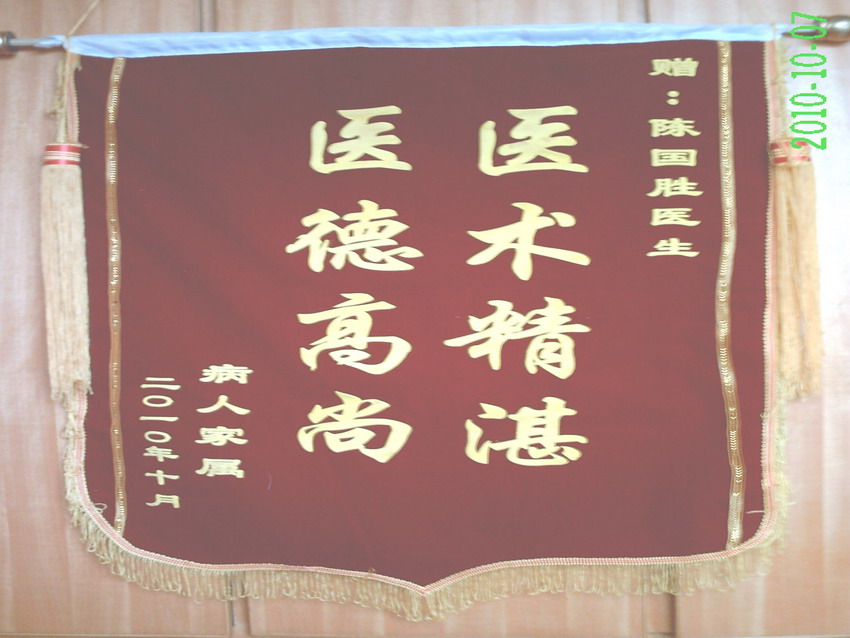 赠：陈国胜医生
医术精湛
医德高尚
病人家属
二〇一〇年十月
2010-10-07